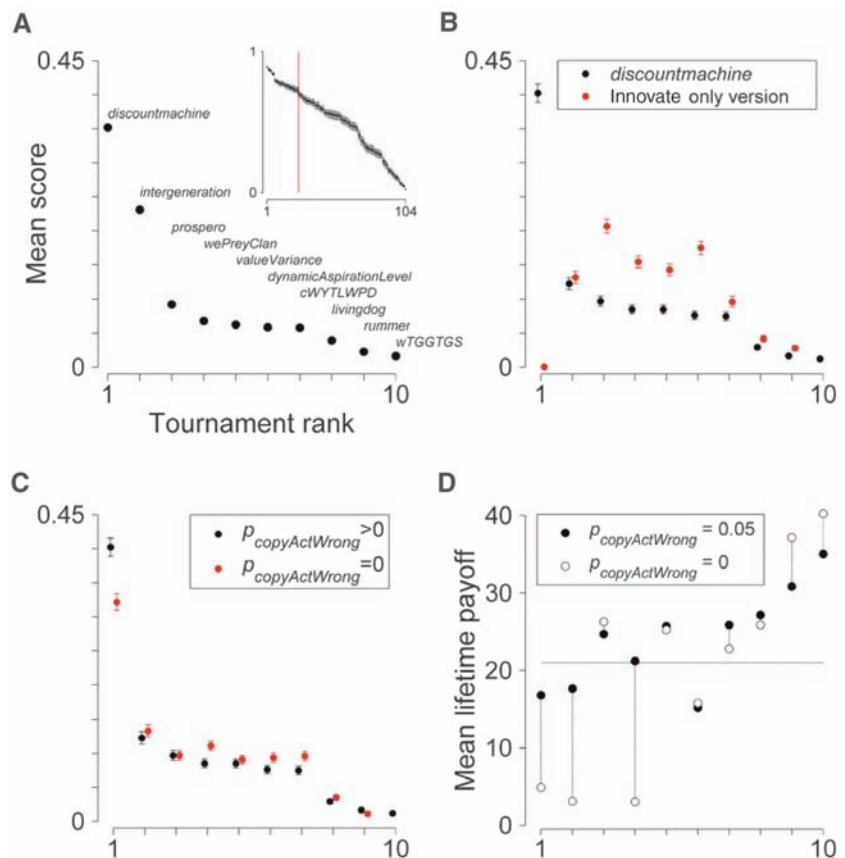 A
0.45
Mean score
0
1
10
Tournament rank
discountmachine
intergeneration
prospero
wePreyClan
valueVariance
dynamicAspirationLevel
cWYTLWPD
livingdog
rummer
wTGGTGS
1
0
1
104
B
0.45
0
1
10
discountmachine
Innovate only version
C
0.45
0
1
10
pcopyActWrong >0
pcopyActWrong =0
D
40
30
20
10
0
Mean lifetime payoff
1
10
pcopyActWrong = 0.05
pcopyActWrong = 0